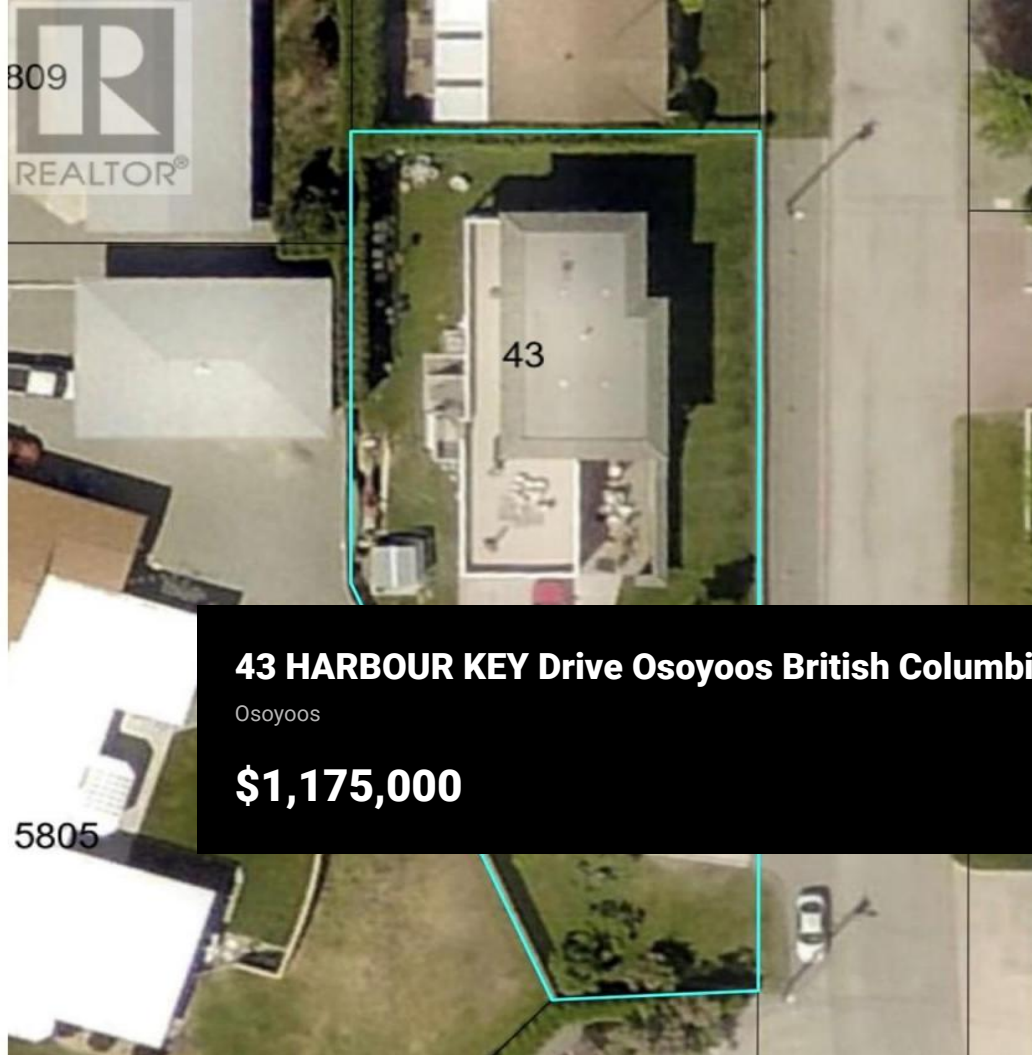 809
REALTOR®
43
43 HARBOUR KEY Drive Osoyoos British Columbi
Osoyoos
$1,175,000
5805